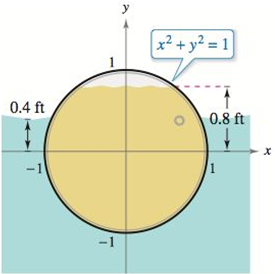 y
x² + y² = 1
1
0.4 ft
0.8 ft
x
−1
1
−1